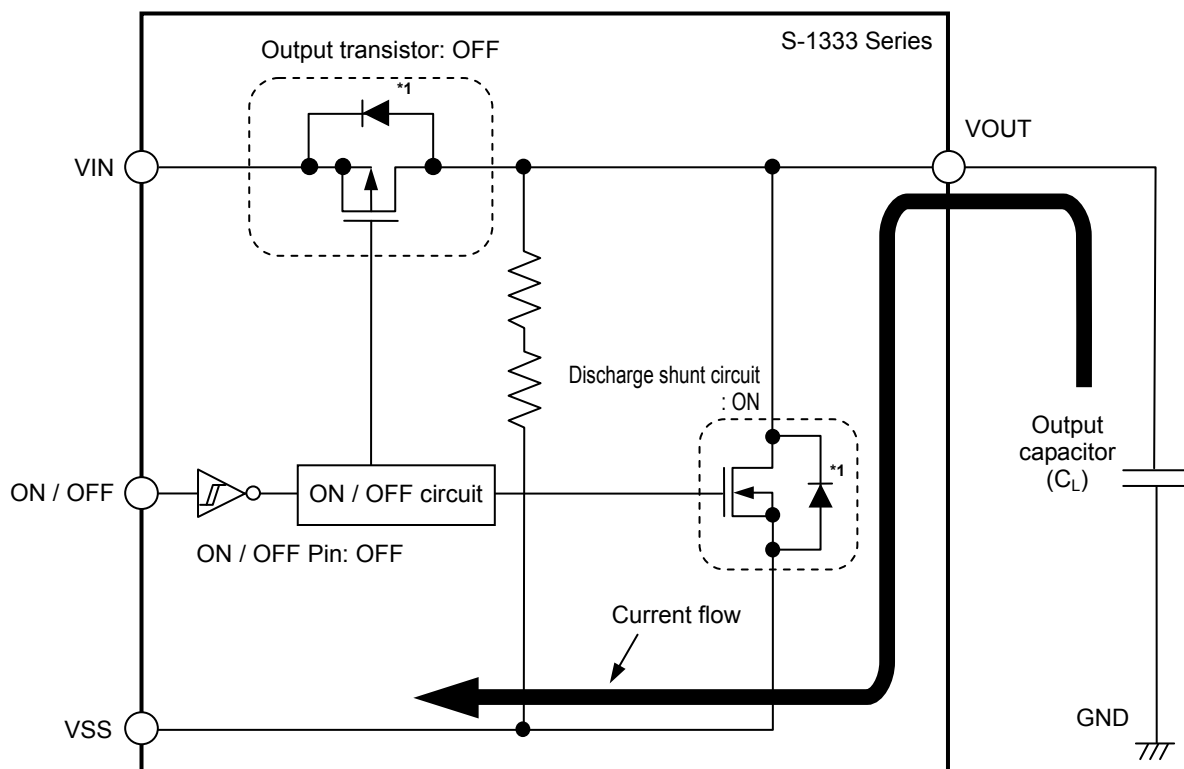 S-1333 Series
Output transistor: OFF
*1
VOUT
VIN
Discharge shunt circuit
: ON
Output
capacitor
(CL)
*1
ON / OFF
ON / OFF circuit
ON / OFF Pin: OFF
Current flow
GND
VSS